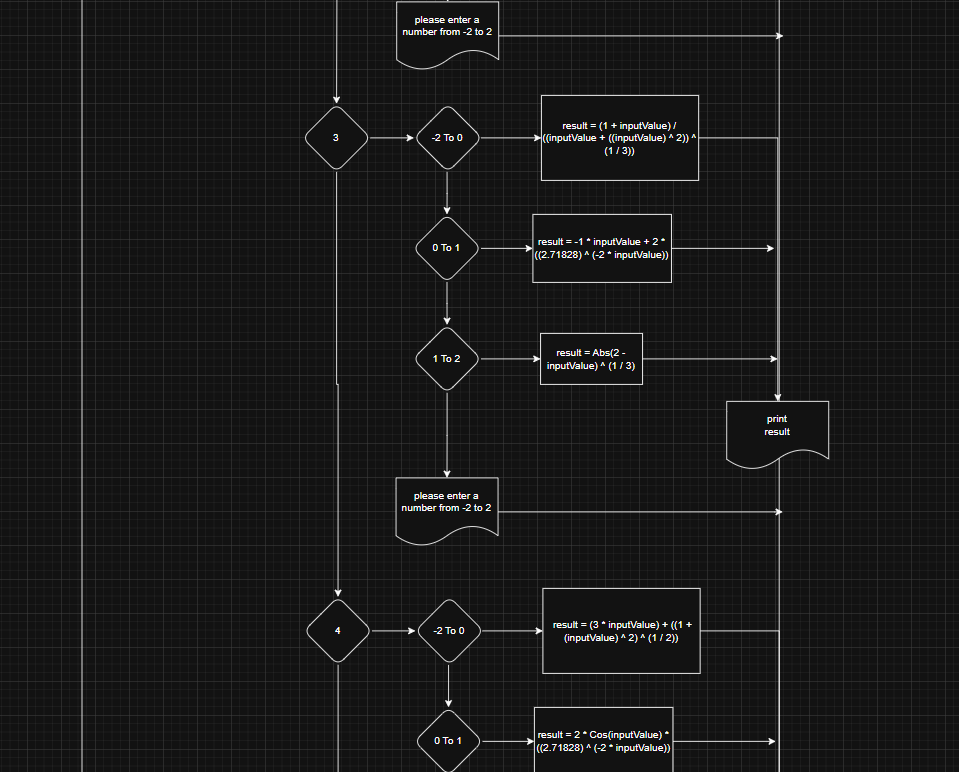 please enter a
number from -2 to 2
3
-2 To 0
result = (1 + inputValue) /
((inputValue + ((inputValue) ^ 2)) ^
(1 / 3))
0 To 1
result = -1 * inputValue + 2 *
((2.71828) ^ (-2 * inputValue))
1 To 2
result = Abs(2 -
inputValue) ^ (1 / 3)
print
result
please enter a
number from -2 to 2
4
-2 To 0
result = (3 * inputValue) + ((1 +
(inputValue) ^ 2) ^ (1 / 2))
0 To 1
result = 2 * Cos(inputValue) *
((2.71828) ^ (-2 * inputValue))